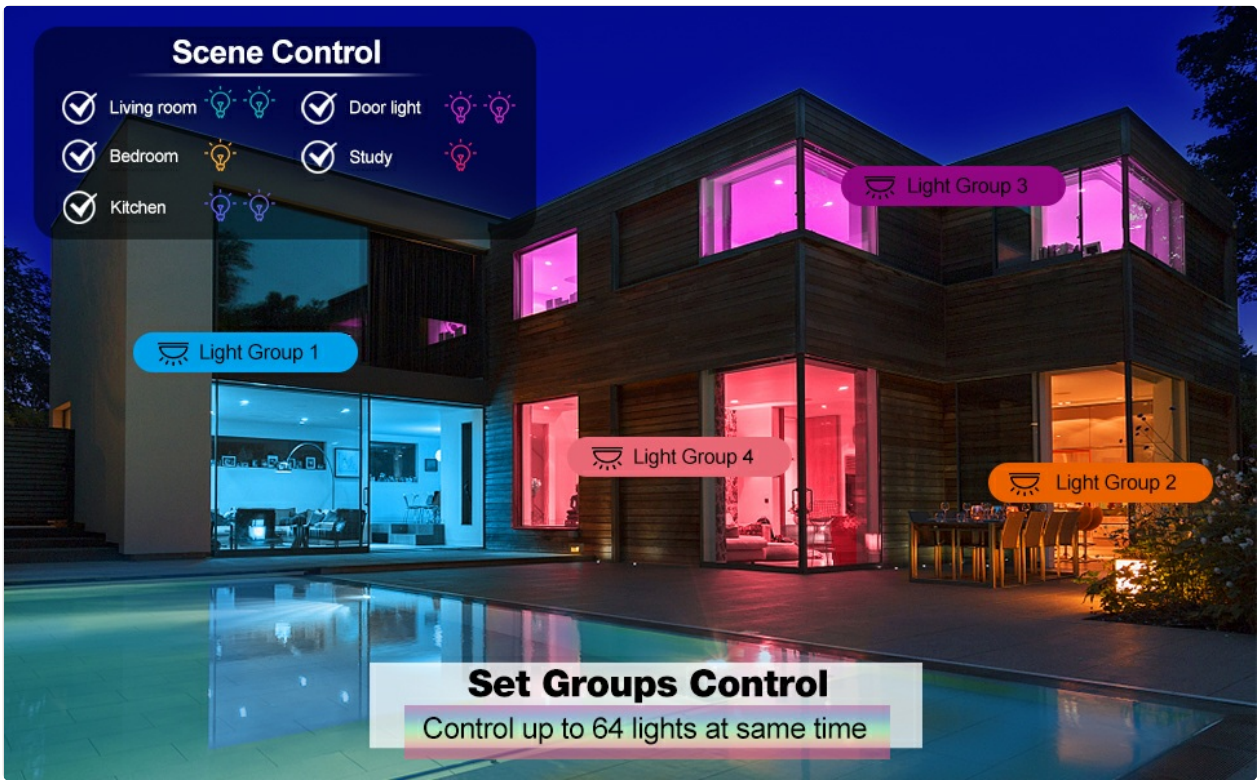 Scene Control
Living room
Door light
Bedroom
Study
Kitchen
Light Group 3
Light Group 1
Light Group 4
Light Group 2
Set Groups Control
Control up to 64 lights at same time